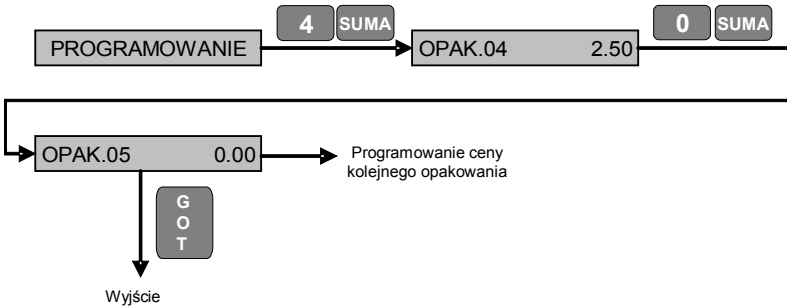 4 SUMA 0 SUMA
PROGRAMOWANIE OPAK.04 2.50
OPAK.05 0.00 Programowanie ceny
kolejnego opakowania
G
O
T
Wyjście